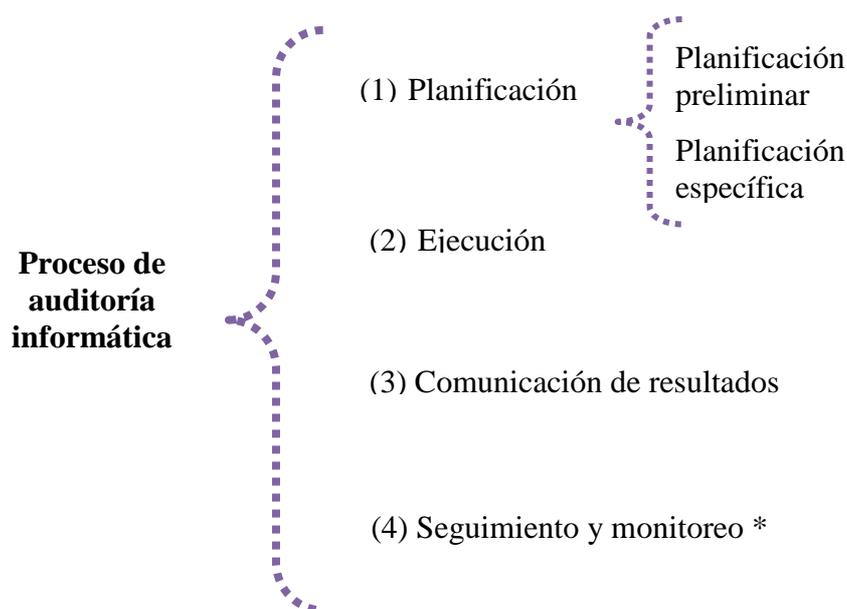 Proceso de
auditoría
informática
(1) Planificación
Planificación
preliminar
Planificación
específica
(2) Ejecución
(3) Comunicación de resultados
(4) Seguimiento y monitoreo *